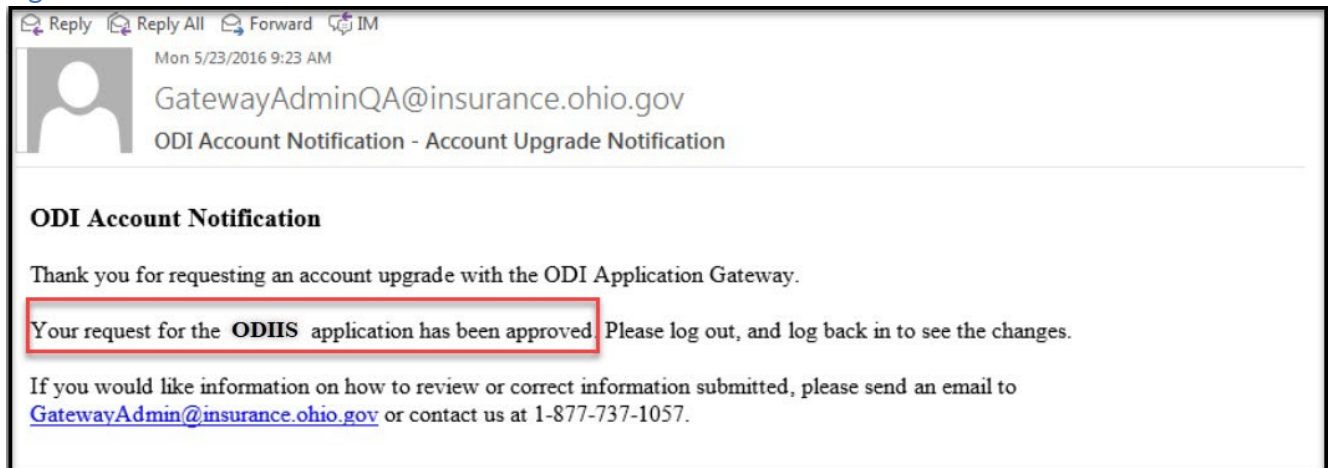 Reply Reply All Forward IM
Mon 5/23/2016 9:23 AM
GatewayAdminQA@insurance.ohio.gov
ODI Account Notification - Account Upgrade Notification
ODI Account Notification
Thank you for requesting an account upgrade with the ODI Application Gateway.
Your request for the ODIIS application has been approved. Please log out, and log back in to see the changes.
If you would like information on how to review or correct information submitted, please send an email to
GatewayAdmin@insurance.ohio.gov or contact us at 1-877-737-1057.